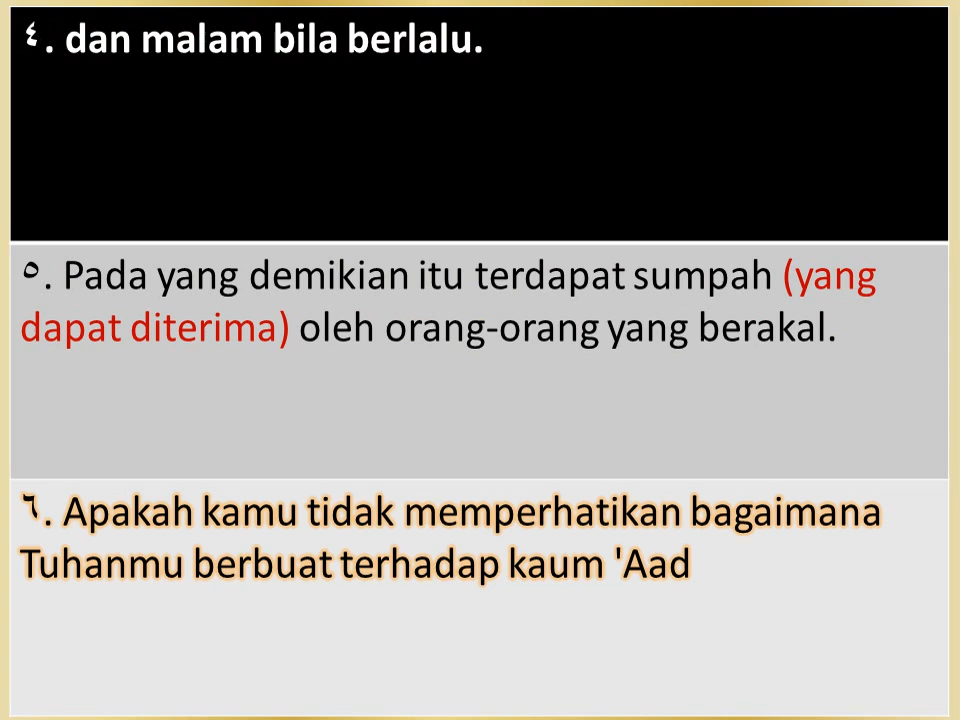 ٤. dan malam bila berlalu.
٥. Pada yang demikian itu terdapat sumpah (yang
dapat diterima) oleh orang-orang yang berakal.
٦. Apakah kamu tidak memperhatikan bagaimana
Tuhanmu berbuat terhadap kaum 'Aad